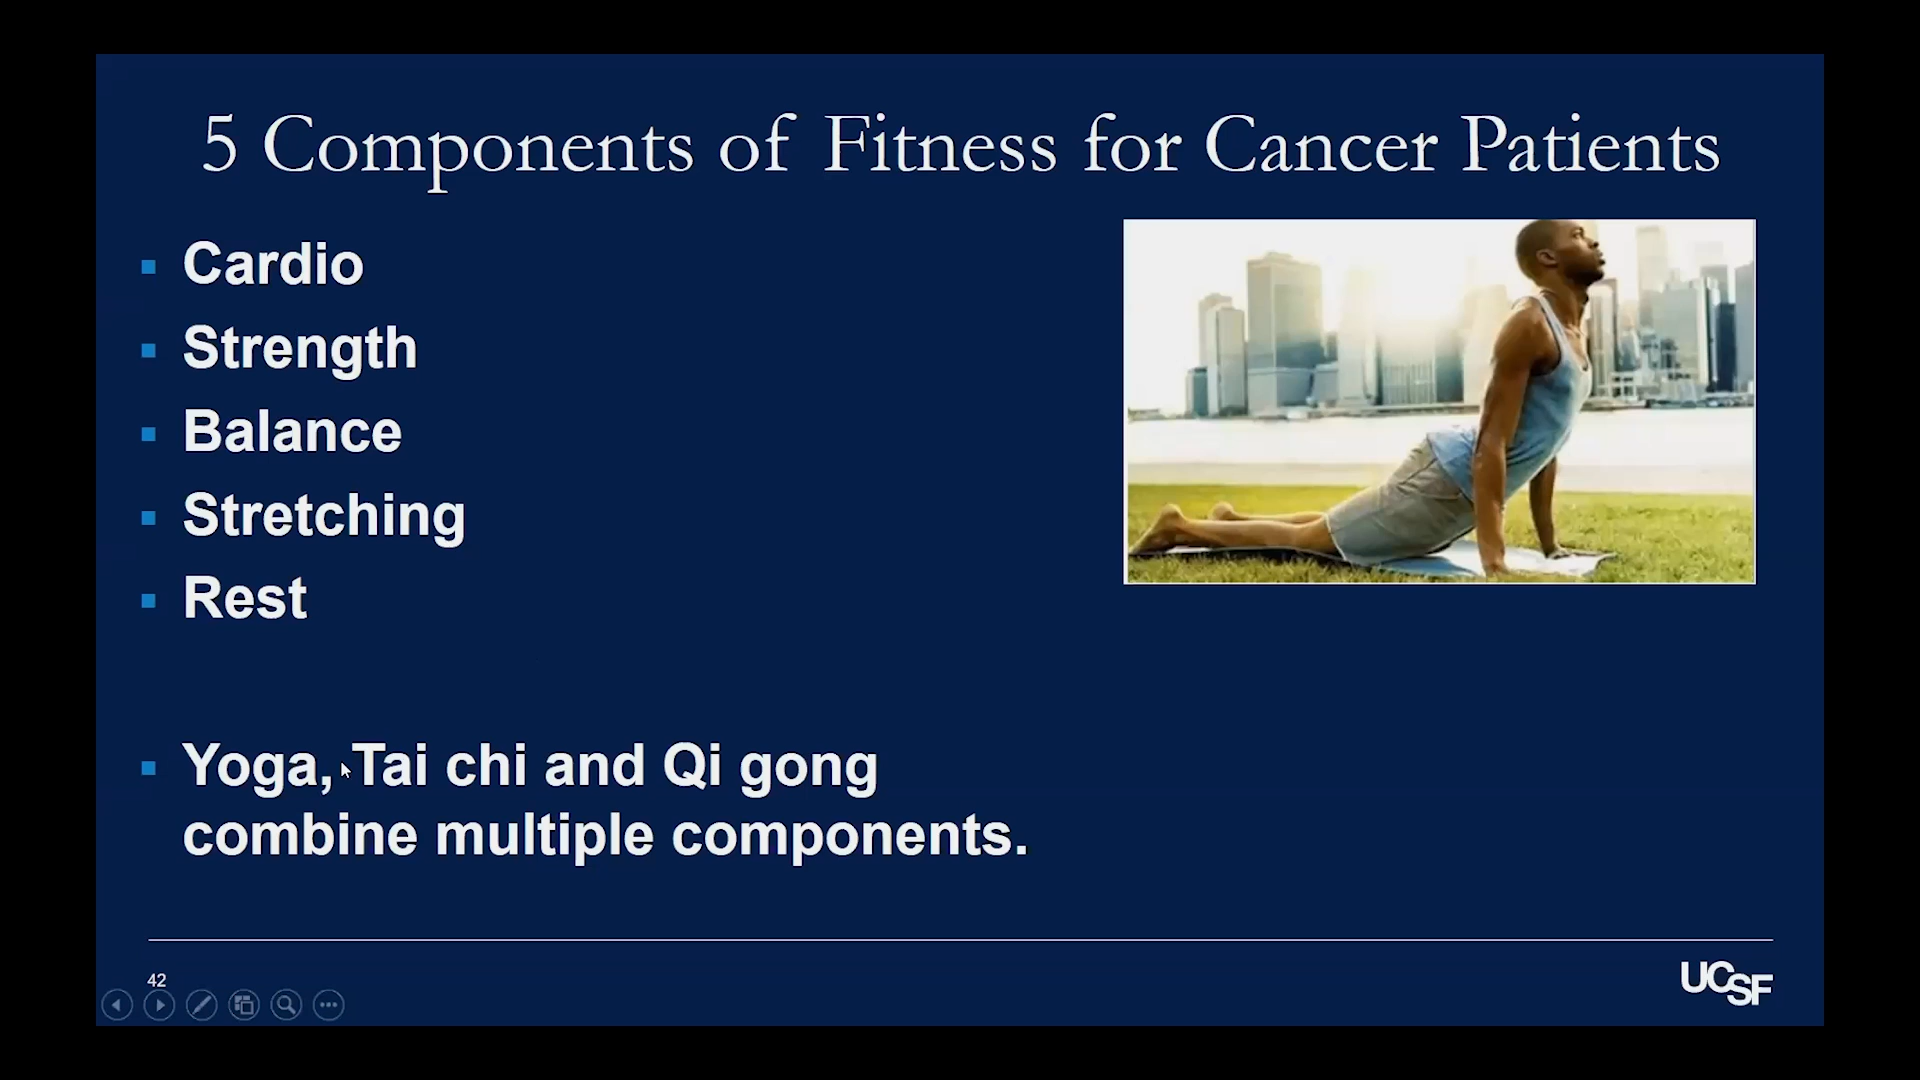 5 Components of Fitness for Cancer Patients
Cardio
Strength
Balance
Stretching
Rest
Yoga, Tai chi and Qi gong
combine multiple components.
42
UCSF